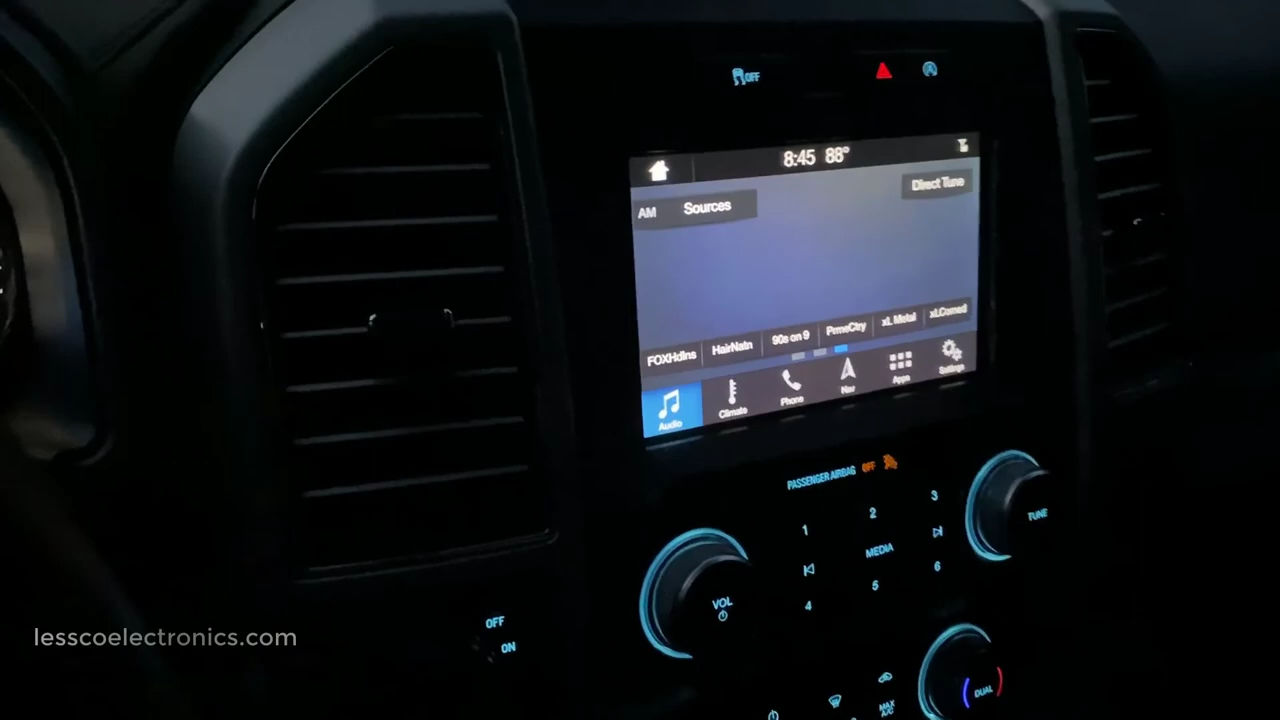 OFF
8:45 88°
AM Sources
Direct Tune
FOXHdlns HairNatn 90s on 9 PrmeCtry xL Metal xLComed
Audio Climate Phone Nav Apps Settings
PASSENGER AIRBAG OFF
1 2 3
MEDIA
4 5 6
VOL
TUNE
OFF
ON
DUAL
MAX
A/C
lesscoelectronics.com